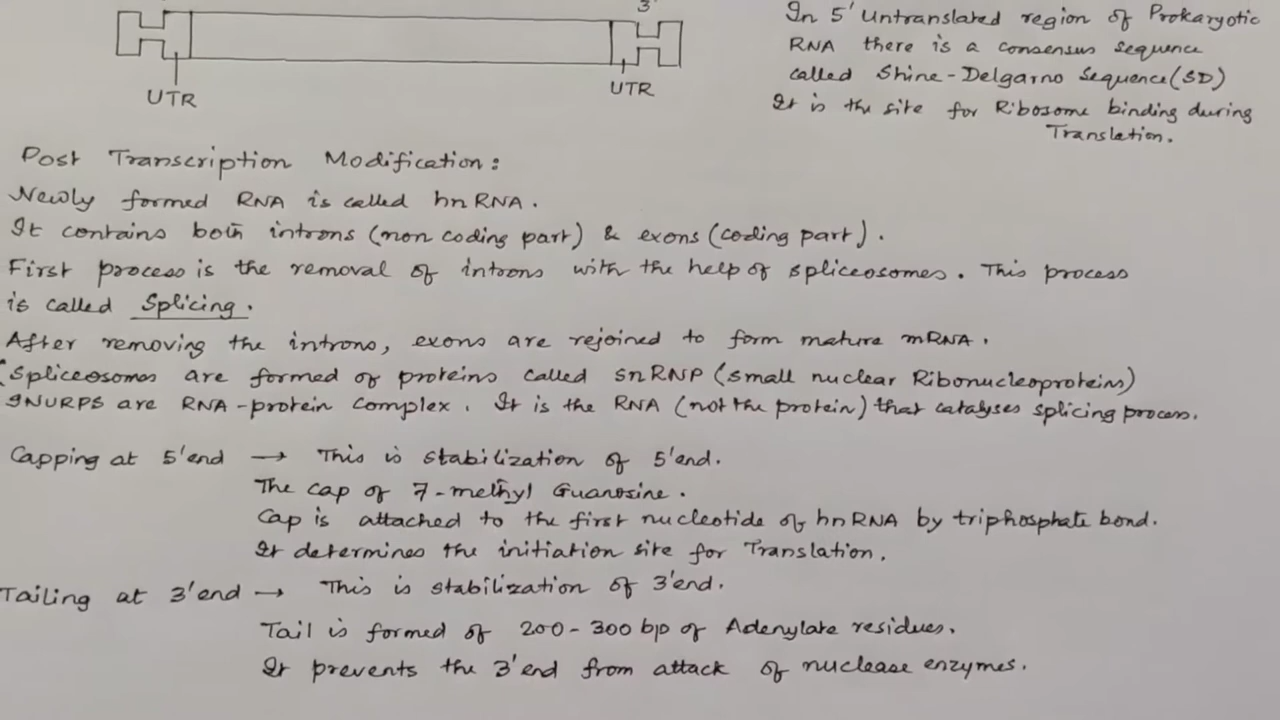 3'
UTR
UTR
In 5' Untranslated region of Prokaryotic
RNA there is a consensus sequence
called Shine-Delgarno Sequence(SD)
It is the site for Ribosome binding during
Translation.
Post Transcription Modification:
Newly formed RNA is called hnRNA.
It contains both introns (non coding part) & exons (coding part).
First process is the removal of introns with the help of spliceosomes. This process
is called Splicing.
After removing the introns, exons are rejoined to form mature mRNA.
(Spliceosomes are formed of proteins called snRNP (small nuclear Ribonucleoproteins)
SNURPS are RNA-protein complex. It is the RNA (not the protein) that catalyses splicing process.
Capping at 5'end → This is stabilization of 5'end.
The cap of 7-methyl Guanosine.
Cap is attached to the first nucleotide of hnRNA by triphosphate bond.
It determines the initiation site for Translation.
Tailing at 3'end → This is stabilization of 3'end.
Tail is formed of 200-300 bp of Adenylate residues.
It prevents the 3'end from attack of nuclease enzymes.